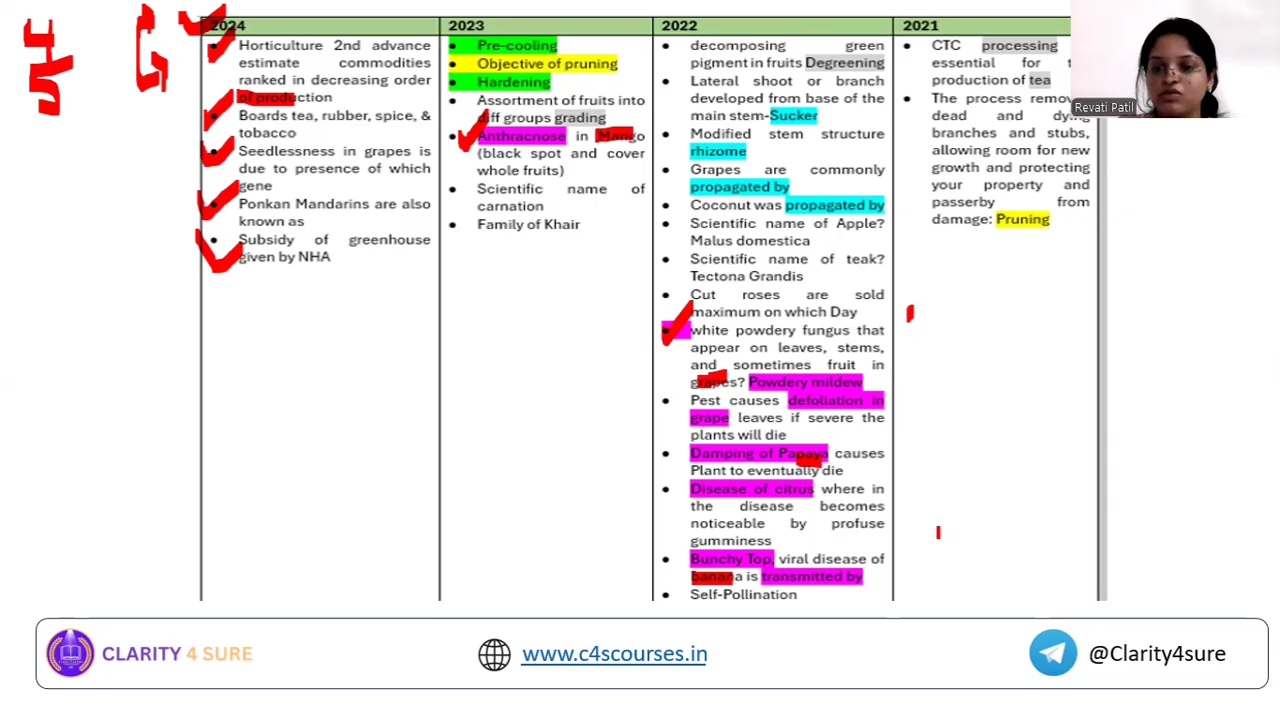 2024
Horticulture 2nd advance
estimate commodities
ranked in decreasing order
of production
Boards tea, rubber, spice, &
tobacco
Seedlessness in grapes is
due to presence of which
gene
Ponkan Mandarins are also
known as
Subsidy of greenhouse
given by NHA
2023
Pre-cooling
Objective of pruning
Hardening
Assortment of fruits into
diff groups grading
Anthracnose in Mango
(black spot and cover
whole fruits)
Scientific name of
carnation
Family of Khair
2022
decomposing green
pigment in fruits Degreening
Lateral shoot or branch
developed from base of the
main stem-Sucker
Modified stem structure
rhizome
Grapes are commonly
propagated by
Coconut was propagated by
Scientific name of Apple?
Malus domestica
Scientific name of teak?
Tectona Grandis
Cut roses are sold
maximum on which Day
white powdery fungus that
appear on leaves, stems,
and sometimes fruit in
grapes? Powdery mildew
Pest causes defoliation in
grape leaves if severe the
plants will die
Damping of Papaya causes
Plant to eventually die
Disease of citrus where in
the disease becomes
noticeable by profuse
gumminess
Bunchy Top, viral disease of
banana is transmitted by
Self-Pollination
2021
CTC processing
essential for
production of tea
The process
dead and dying
branches and stubs,
allowing room for new
growth and protecting
your property and
passerby from
damage: Pruning
Revati Patil
CLARITY 4 SURE
www.c4scourses.in
@Clarity4sure